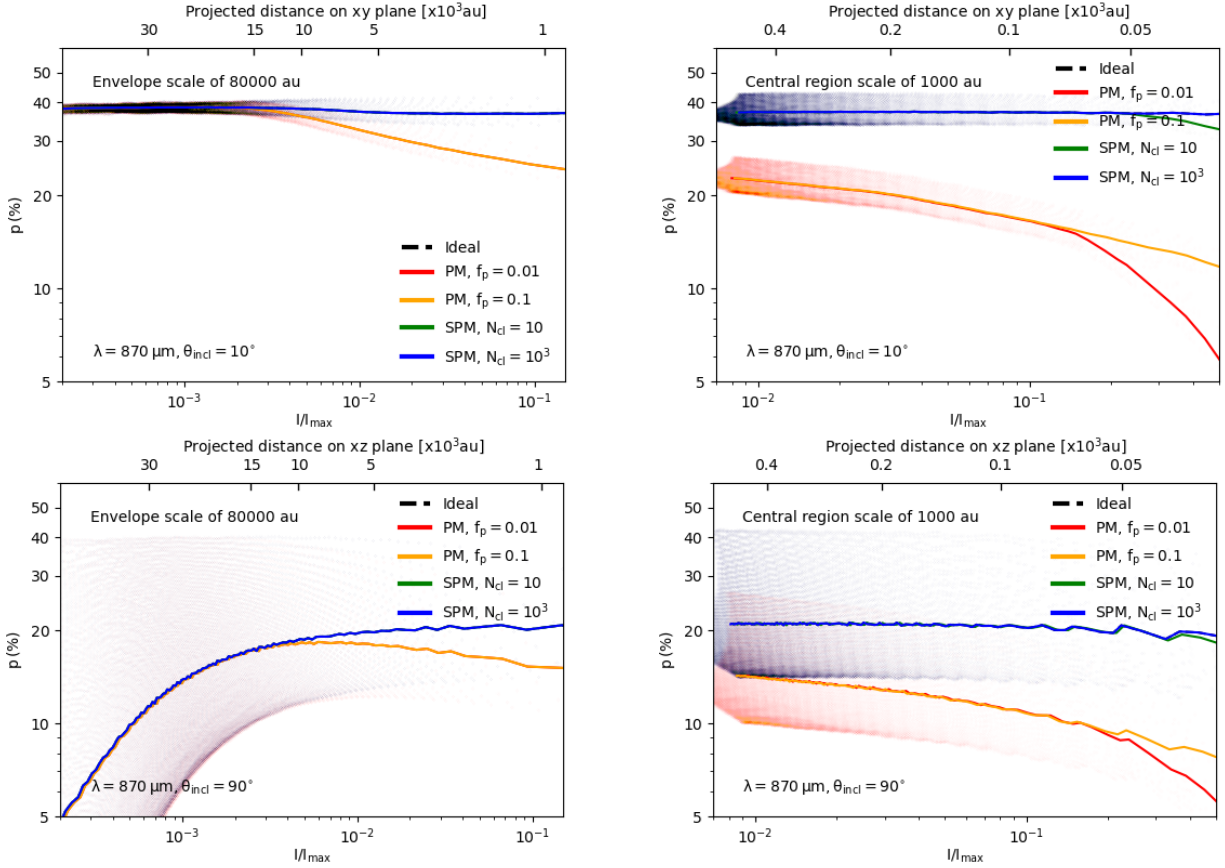 Projected distance on xy plane [x10³au]
30 15 10 5 1
Envelope scale of 80000 au
50
40
30
20
10
5
p (%)
Ideal
PM, fₚ = 0.01
PM, fₚ = 0.1
SPM, N_cl = 10
SPM, N_cl = 10³
λ = 870 μm, θ_incl = 10°
10⁻³ 10⁻² 10⁻¹
I/I_max
Projected distance on xy plane [x10³au]
0.4 0.2 0.1 0.05
Central region scale of 1000 au
50
40
30
20
10
5
p (%)
Ideal
PM, fₚ = 0.01
PM, fₚ = 0.1
SPM, N_cl = 10
SPM, N_cl = 10³
λ = 870 μm, θ_incl = 10°
10⁻² 10⁻¹
I/I_max
Projected distance on xz plane [x10³au]
30 15 10 5 1
Envelope scale of 80000 au
50
40
30
20
10
5
p (%)
Ideal
PM, fₚ = 0.01
PM, fₚ = 0.1
SPM, N_cl = 10
SPM, N_cl = 10³
λ = 870 μm, θ_incl = 90°
10⁻³ 10⁻² 10⁻¹
I/I_max
Projected distance on xz plane [x10³au]
0.4 0.2 0.1 0.05
Central region scale of 1000 au
50
40
30
20
10
5
p (%)
Ideal
PM, fₚ = 0.01
PM, fₚ = 0.1
SPM, N_cl = 10
SPM, N_cl = 10³
λ = 870 μm, θ_incl = 90°
10⁻² 10⁻¹
I/I_max